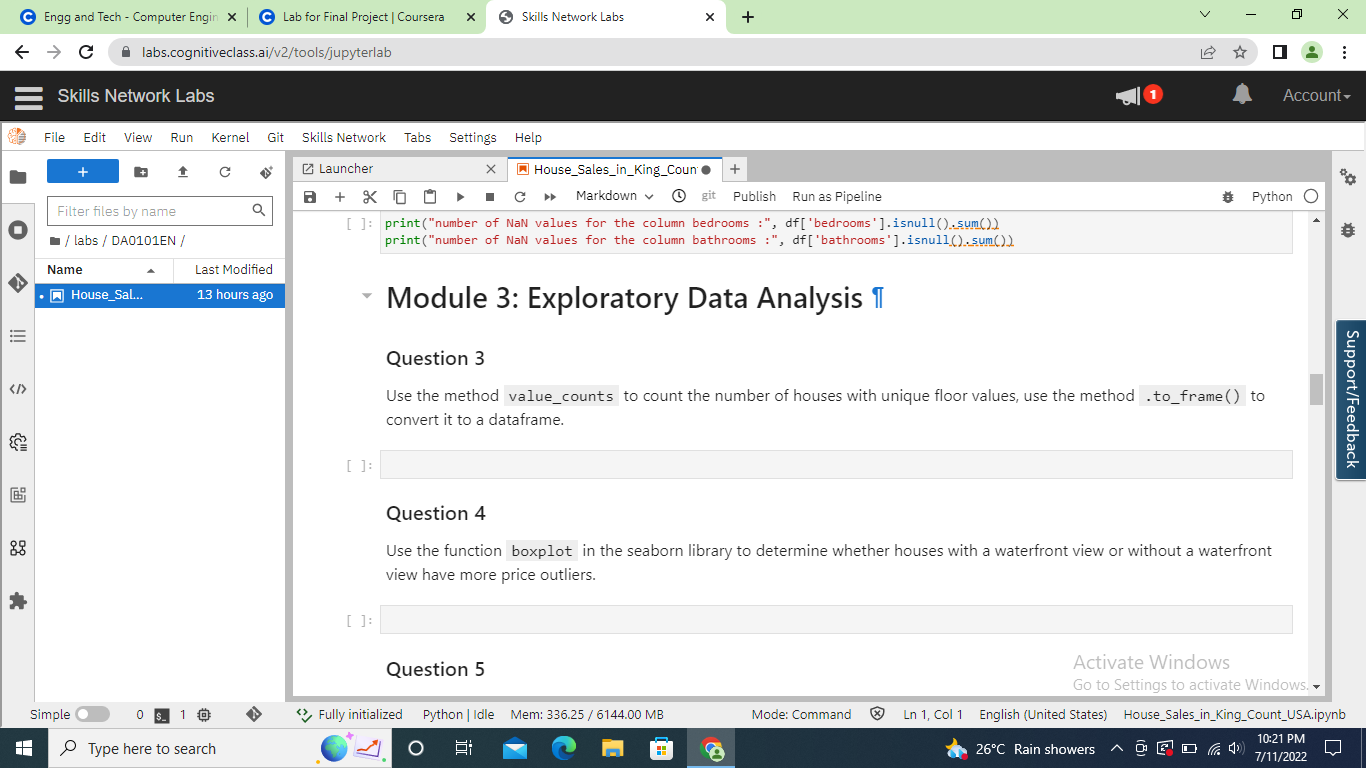 Engg and Tech - Computer Engin
Lab for Final Project | Coursera
Skills Network Labs
labs.cognitiveclass.ai/v2/tools/jupyterlab
Skills Network Labs
1
Account
File Edit View Run Kernel Git Skills Network Tabs Settings Help
Launcher
House_Sales_in_King_Coun
Filter files by name
/ labs / DA0101EN /
Name Last Modified
House_Sal... 13 hours ago
Markdown git Publish Run as Pipeline Python
[ ]: print("number of NaN values for the column bedrooms :", df['bedrooms'].isnull().sum())
print("number of NaN values for the column bathrooms :", df['bathrooms'].isnull().sum())
Module 3: Exploratory Data Analysis ¶
Question 3
Use the method value_counts to count the number of houses with unique floor values, use the method .to_frame() to
convert it to a dataframe.
[ ]:
Question 4
Use the function boxplot in the seaborn library to determine whether houses with a waterfront view or without a waterfront
view have more price outliers.
[ ]:
Question 5
Support/Feedback
Activate Windows
Go to Settings to activate Windows.
Simple 0 $_ 1 Fully initialized Python | Idle Mem: 336.25 / 6144.00 MB Mode: Command Ln 1, Col 1 English (United States) House_Sales_in_King_Count_USA.ipynb
Type here to search
26°C Rain showers
10:21 PM
7/11/2022